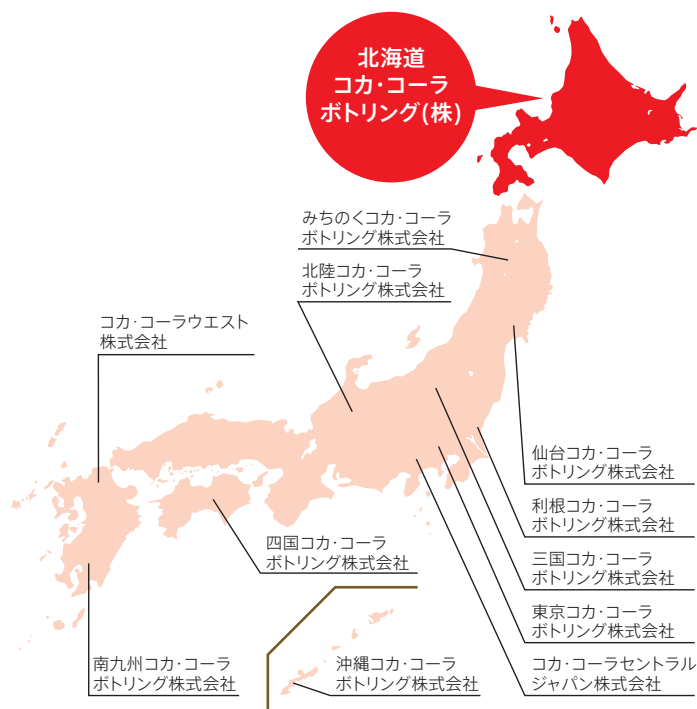 北海道
コカ・コーラ
ボトリング(株)
みちのくコカ・コーラ
ボトリング株式会社
北陸コカ・コーラ
ボトリング株式会社
コカ・コーラウエスト
株式会社
仙台コカ・コーラ
ボトリング株式会社
利根コカ・コーラ
ボトリング株式会社
四国コカ・コーラ
ボトリング株式会社
三国コカ・コーラ
ボトリング株式会社
東京コカ・コーラ
ボトリング株式会社
南九州コカ・コーラ
ボトリング株式会社
沖縄コカ・コーラ
ボトリング株式会社
コカ・コーラセントラル
ジャパン株式会社